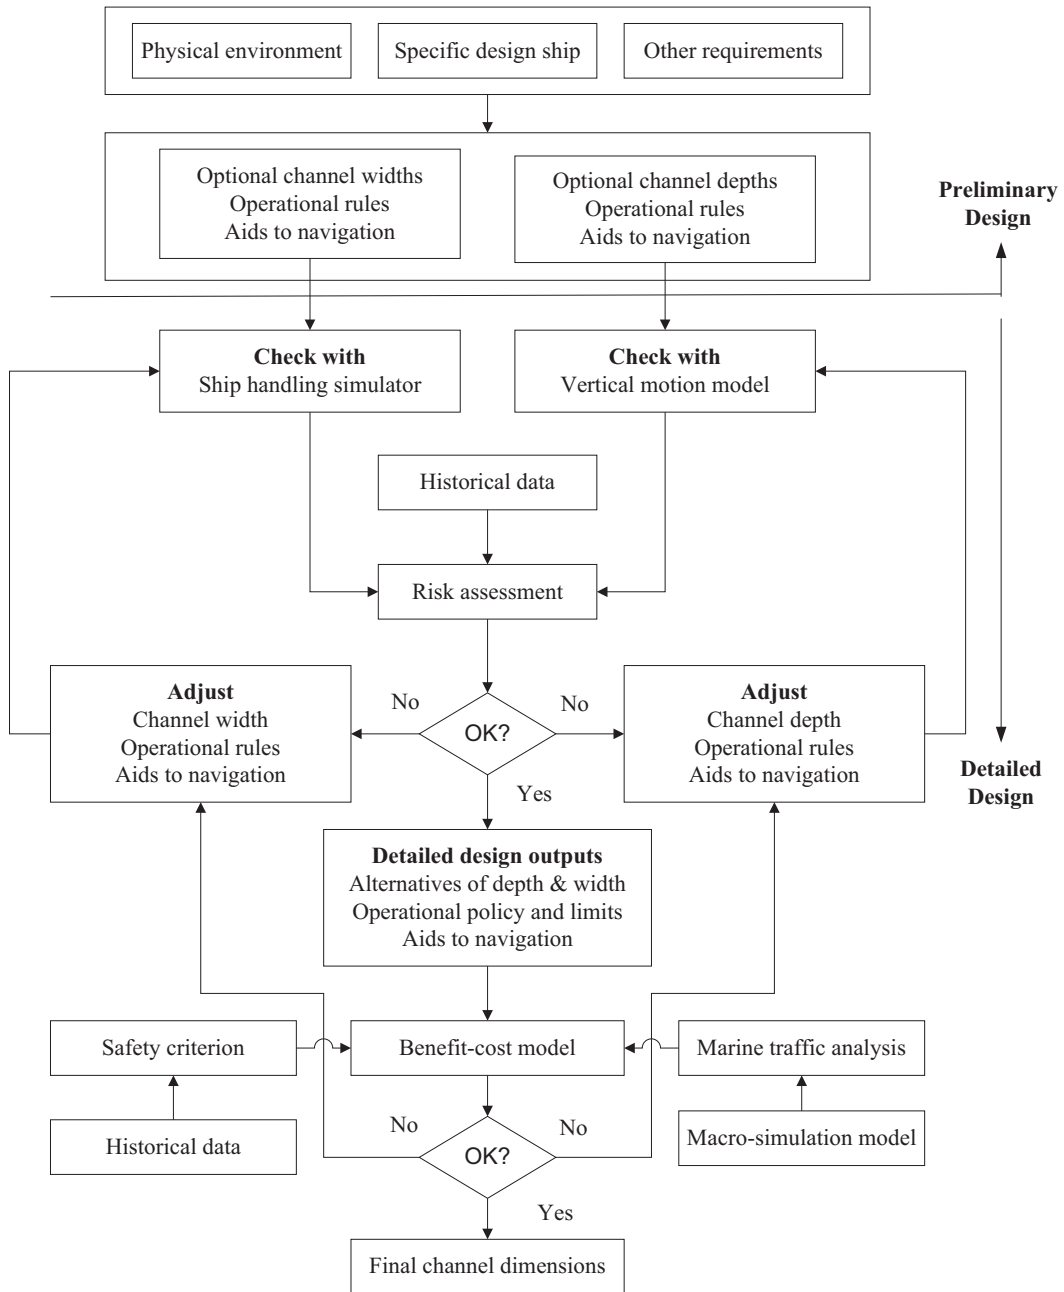 Physical environment
Specific design ship
Other requirements
Optional channel widths
Operational rules
Aids to navigation
Optional channel depths
Operational rules
Aids to navigation
Preliminary
Design
Check with
Ship handling simulator
Check with
Vertical motion model
Historical data
Risk assessment
Adjust
Channel width
Operational rules
Aids to navigation
No
OK?
No
Yes
Adjust
Channel depth
Operational rules
Aids to navigation
Detailed
Design
Detailed design outputs
Alternatives of depth & width
Operational policy and limits
Aids to navigation
Safety criterion
Benefit-cost model
Marine traffic analysis
Historical data
No
OK?
No
Macro-simulation model
Yes
Final channel dimensions